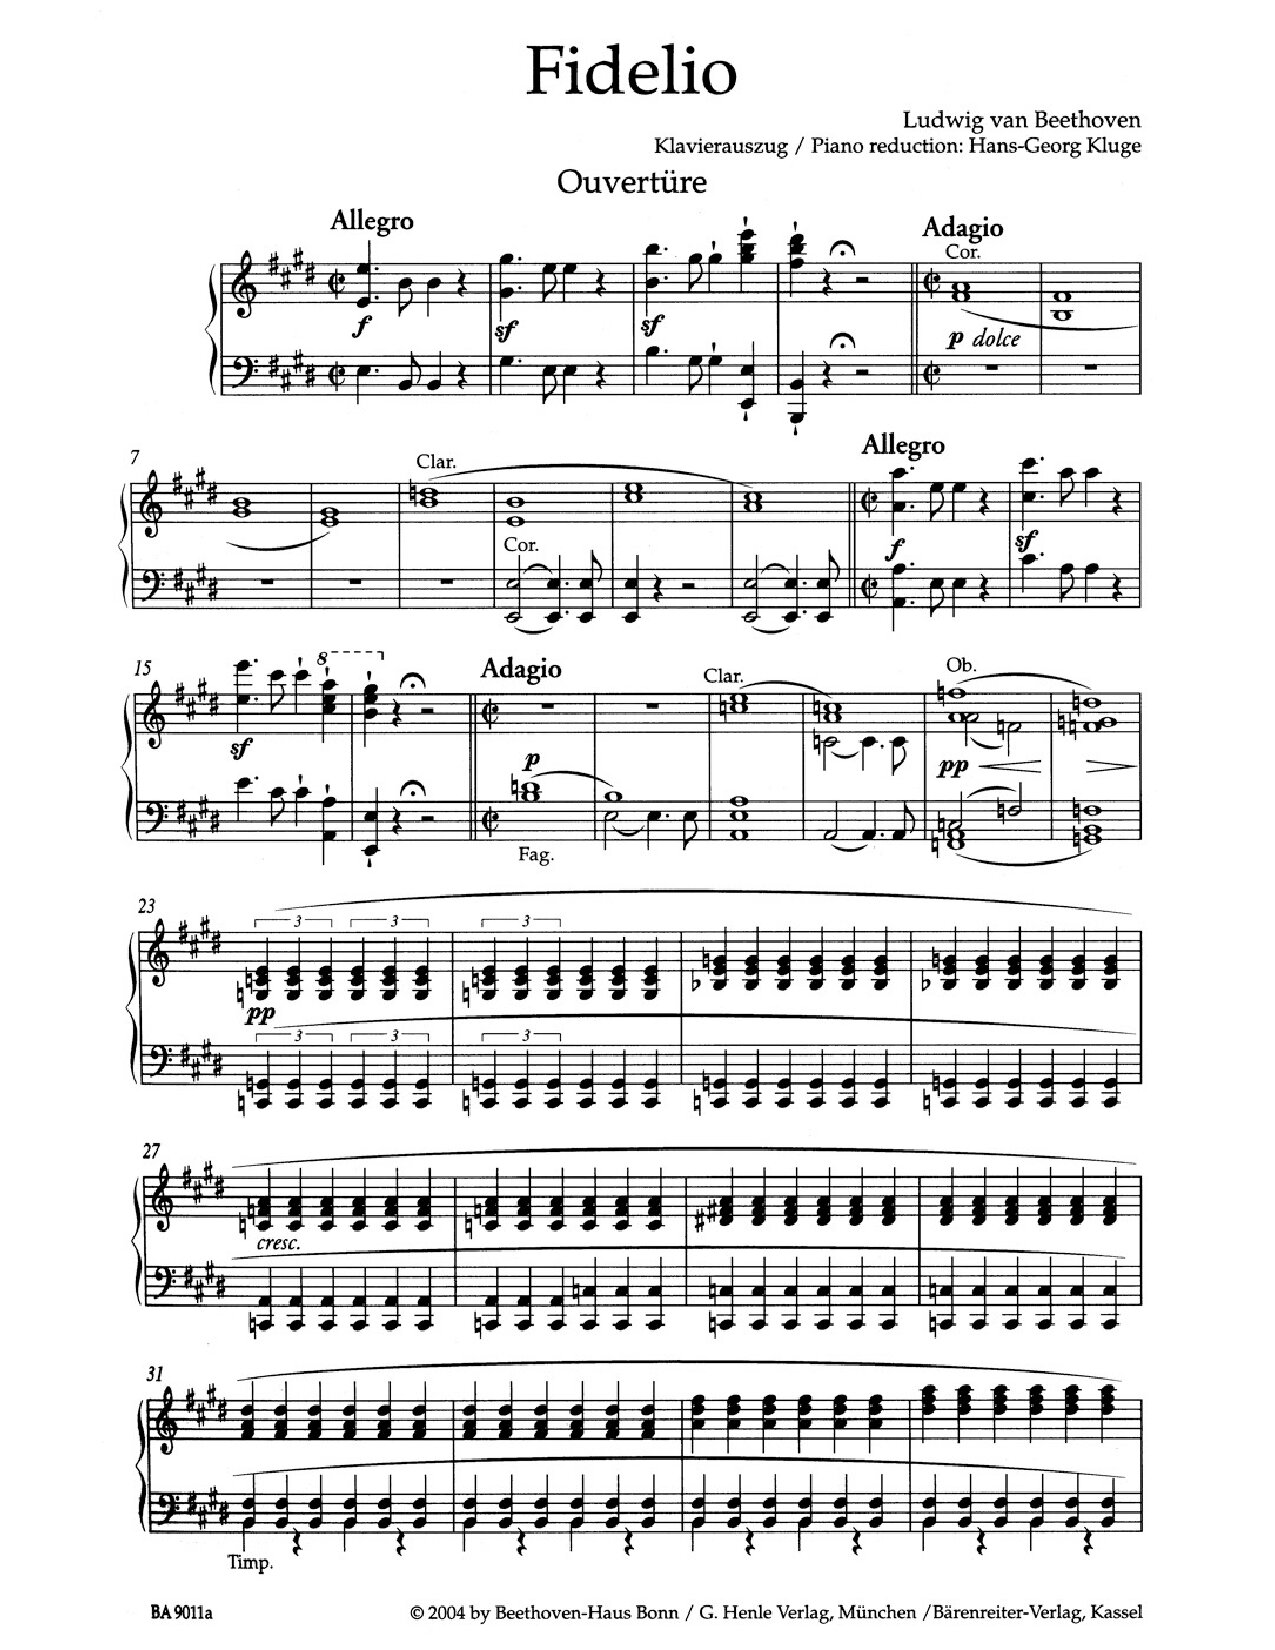 Fidelio
Ludwig van Beethoven
Klavierauszug / Piano reduction: Hans-Georg Kluge
Ouvertüre
Allegro
Adagio
Cor.
f
sf
sf
p dolce
7
Clar.
Allegro
Cor.
f
sf
15
8
Adagio
Clar.
Ob.
sf
p
pp
Fag.
23
3 3 3
pp
3 3 3
27
cresc.
31
Timp.
BA 9011a
© 2004 by Beethoven-Haus Bonn / G. Henle Verlag, München /Bärenreiter-Verlag, Kassel